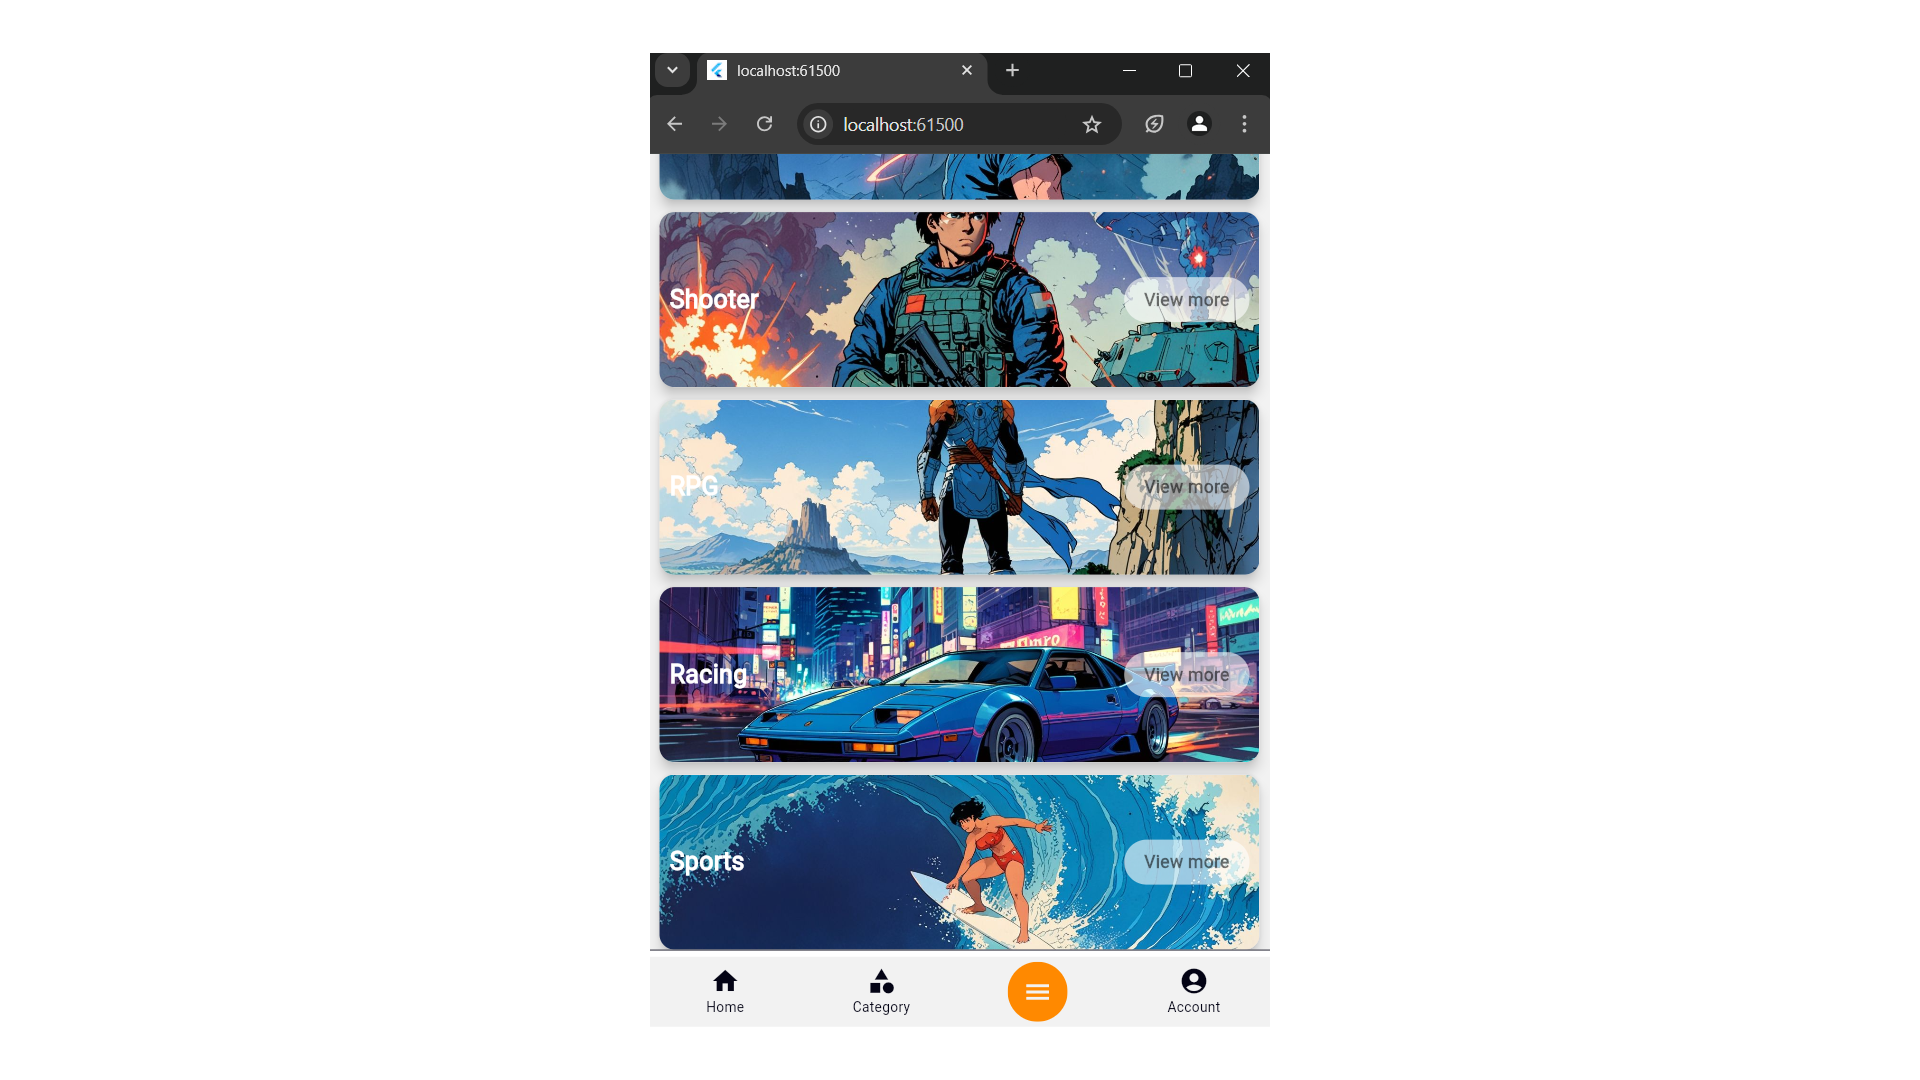 localhost:61500
localhost:61500
Shooter
View more
RPG
View more
Racing
View more
Sports
View more
Home
Category
Account